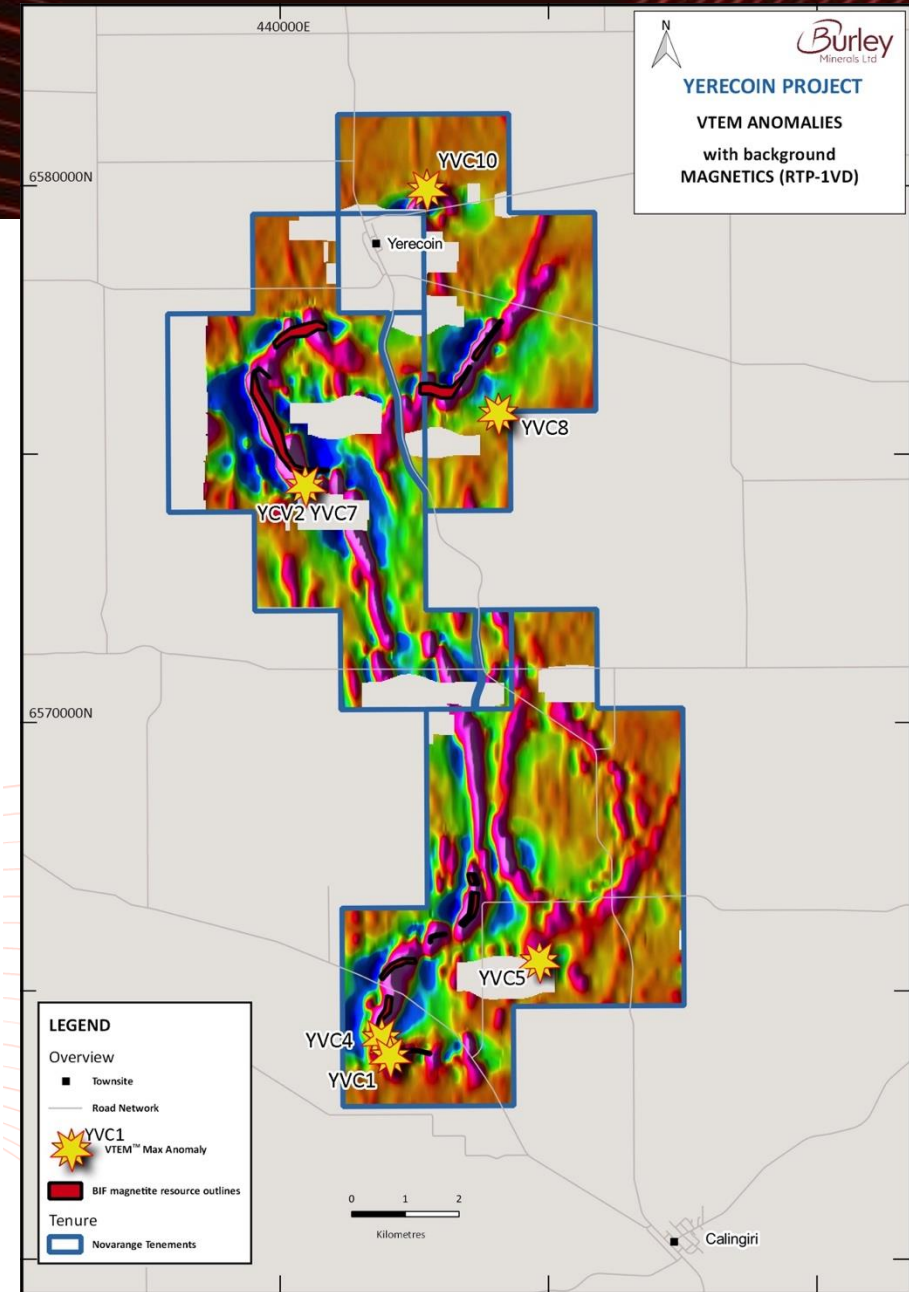 440000E
N
Burley
Minerals Ltd
YERECOIN PROJECT
VTEM ANOMALIES
with background
MAGNETICS (RTP-1VD)
YVC10
6580000N
Yerecoin
YVC8
YCV2 YVC7
6570000N
YVC5
YVC4
YVC1
LEGEND
Overview
Townsite
Road Network
YVC1
VTEM™ Max Anomaly
BIF magnetite resource outlines
Tenure
Novarange Tenements
0 1 2
Kilometres
Calingiri